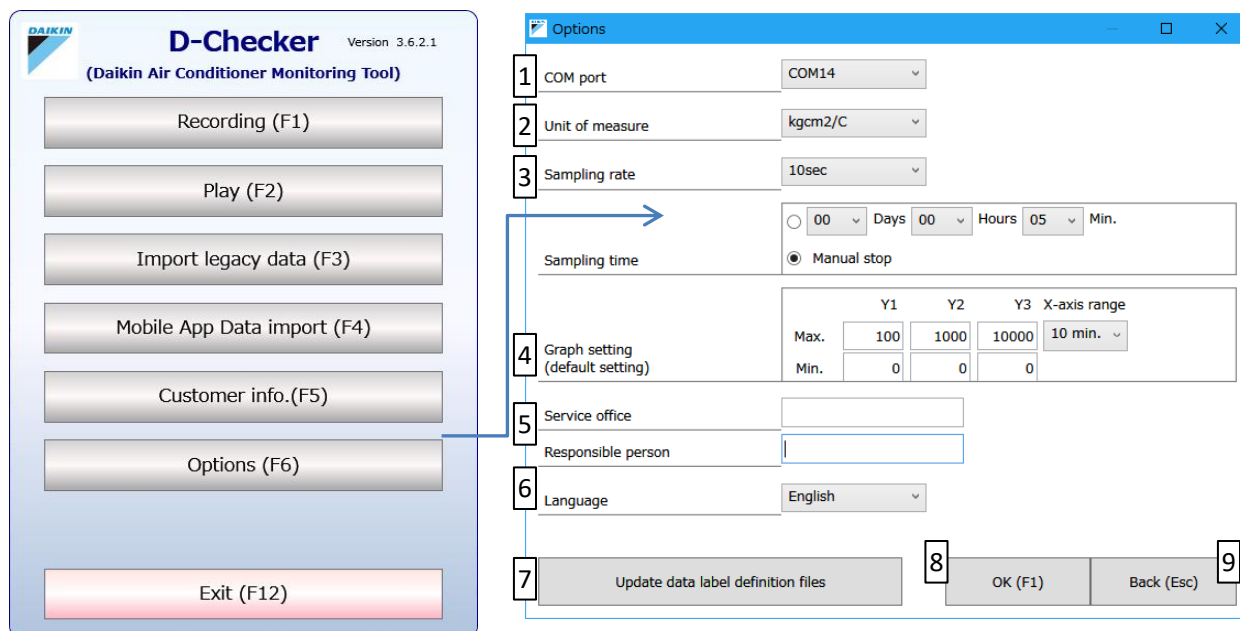 DAIKIN
D-Checker Version 3.6.2.1
(Daikin Air Conditioner Monitoring Tool)
Recording (F1)
Play (F2)
Import legacy data (F3)
Mobile App Data import (F4)
Customer info.(F5)
Options (F6)
Exit (F12)
Options
1 COM port COM14
2 Unit of measure kgcm2/C
3 Sampling rate 10sec
00 Days 00 Hours 05 Min.
Sampling time Manual stop
Y1 Y2 Y3 X-axis range
Max. 100 1000 10000 10 min.
4 Graph setting
(default setting) Min. 0 0 0
5 Service office
Responsible person
6 Language English
7 Update data label definition files 8 OK (F1) Back (Esc) 9